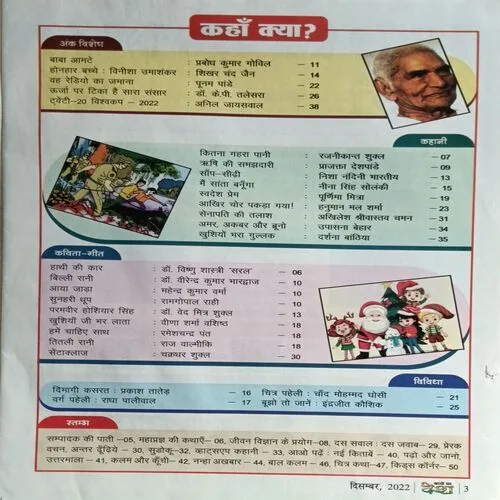 कहाँ क्या?
अंक विशेष
बाबा आमटे : प्रबोध कुमार गोविल – 11
होनहार बच्चे : विनीशा उमाशंकर : शिखर चंद जैन – 14
वह रेडियो का जमाना : पूनम पांडे – 22
ऊर्जा पर टिका है सारा संसार : डॉ. के.पी. तलेसरा – 26
ट्वेंटी-20 विश्वकप – 2022 : अनिल जायसवाल – 38
कहानी
कितना गहरा पानी : रजनीकान्त शुक्ल – 07
ऋषि की समझदारी : प्राजक्ता देशपांडे – 09
साँप-सीढ़ी : निशा नंदिनी भारतीय – 13
मैं सांता बनूँगा : नीना सिंह सोलंकी – 15
स्वदेश प्रेम : पूर्णिमा मित्रा – 19
आखिर चोर पकड़ा गया! : हनुमान मल शर्मा – 23
सेनापति की तलाश : अखिलेश श्रीवास्तव चमन – 31
अमर, अकबर और ब्रूनो : उपासना बेहार – 34
खुशियों भरा गुल्लक : दर्शना बांठिया – 35
कविता-गीत
हाथी की कार : डॉ. विष्णु शास्त्री 'सरल' – 06
बिल्ली रानी : डॉ. वीरेन्द्र कुमार भारद्वाज – 10
आया जाड़ा : महेन्द्र कुमार वर्मा – 10
सुनहरी धूप : रामगोपाल राही – 10
परमवीर होशियार सिंह : डॉ. वेद मित्र शुक्ल – 13
खुशियाँ जी भर लाता : वीणा शर्मा वशिष्ठ – 18
हमें चाहिए साथ : रमेशचन्द्र पंत – 18
तितली रानी : राज वाल्मीकि – 18
सेंटाक्लाज : चक्रधर शुक्ल – 30
विविधा
दिमागी कसरत : प्रकाश तातेड़ – 16 चित्र पहेली : चाँद मोहम्मद घोसी – 21
वर्ग पहेली : राधा पालीवाल – 17 बूझो तो जानें : इंद्रजीत कौशिक – 25
स्तम्भ
सम्पादक की पाती –05, महाप्रज्ञ की कथाएँ– 06, जीवन विज्ञान के प्रयोग–08, दस सवाल : दस जवाब– 29, प्रेरक
वचन, अन्तर ढूँढिये – 30, सुडोकू– 32, व्हाट्सएप कहानी – 33, आओ पढ़ें : नई किताबें – 40, पढ़ो और जानो,
उत्तरमाला – 41, कलम और कूँची– 42, नन्हा अखबार – 44, बाल कलम – 46, चित्र कथा–47, किड्स कॉर्नर–50
दिसम्बर, 2022 देश 3